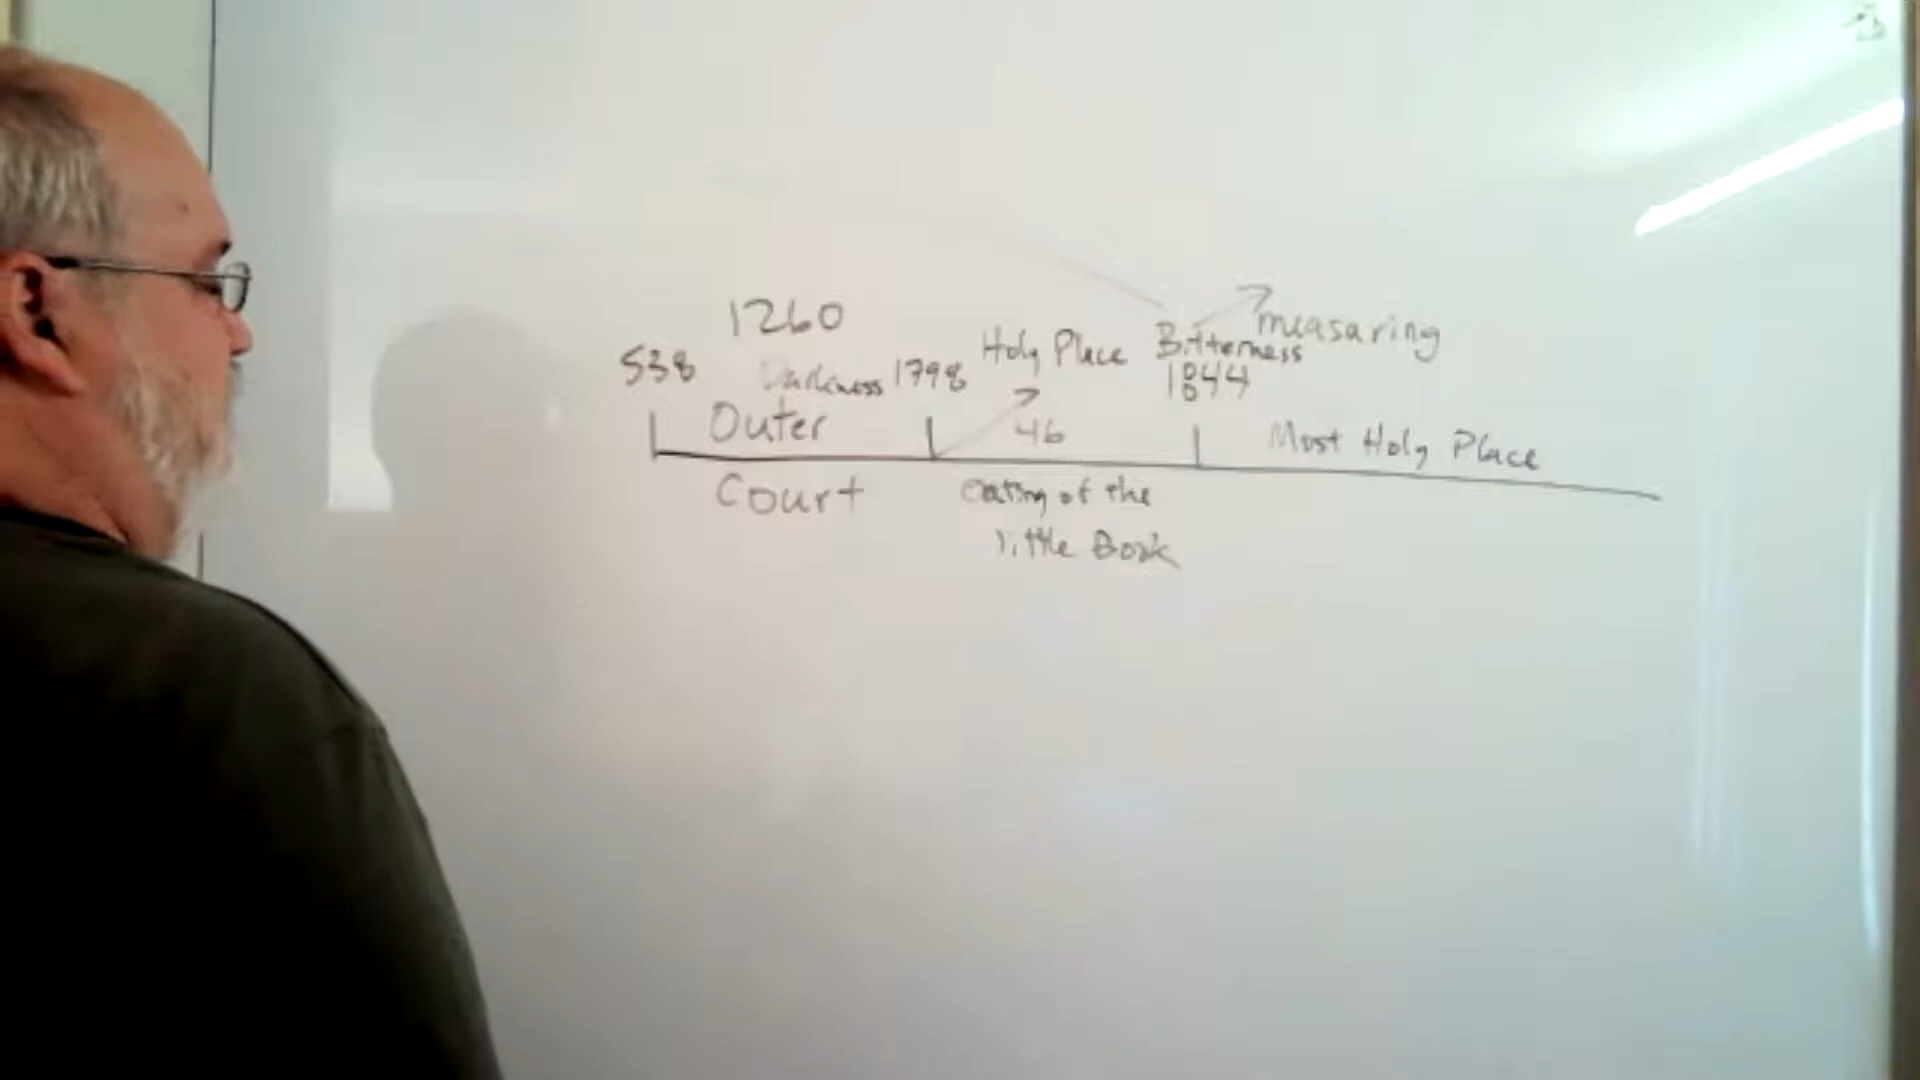 1260
measuring
Holy Place
Bitterness
538
Darkness
1798
1844
Outer
46
Most Holy Place
Court
eating of the
little Book